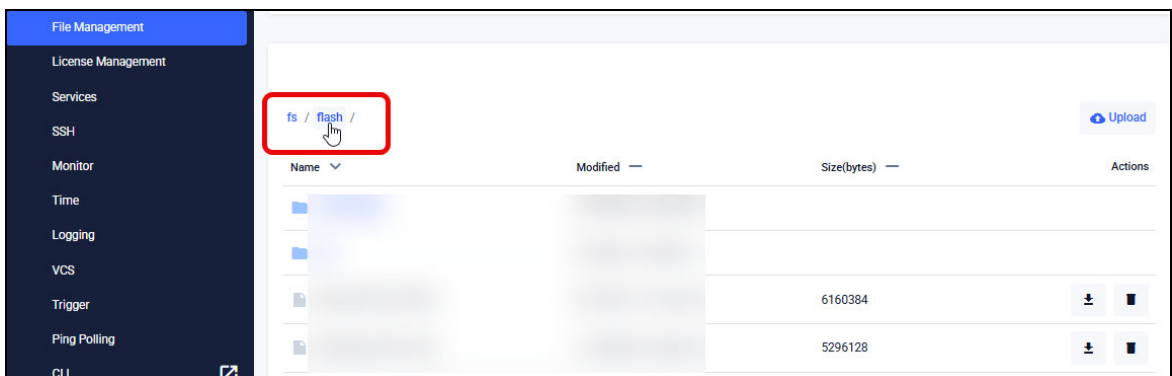 File Management
License Management
Services
SSH
Monitor
Time
Logging
VCS
Trigger
Ping Polling
CLI
fs / flash /
Upload
Name Modified Size(bytes) Actions
6160384
5296128